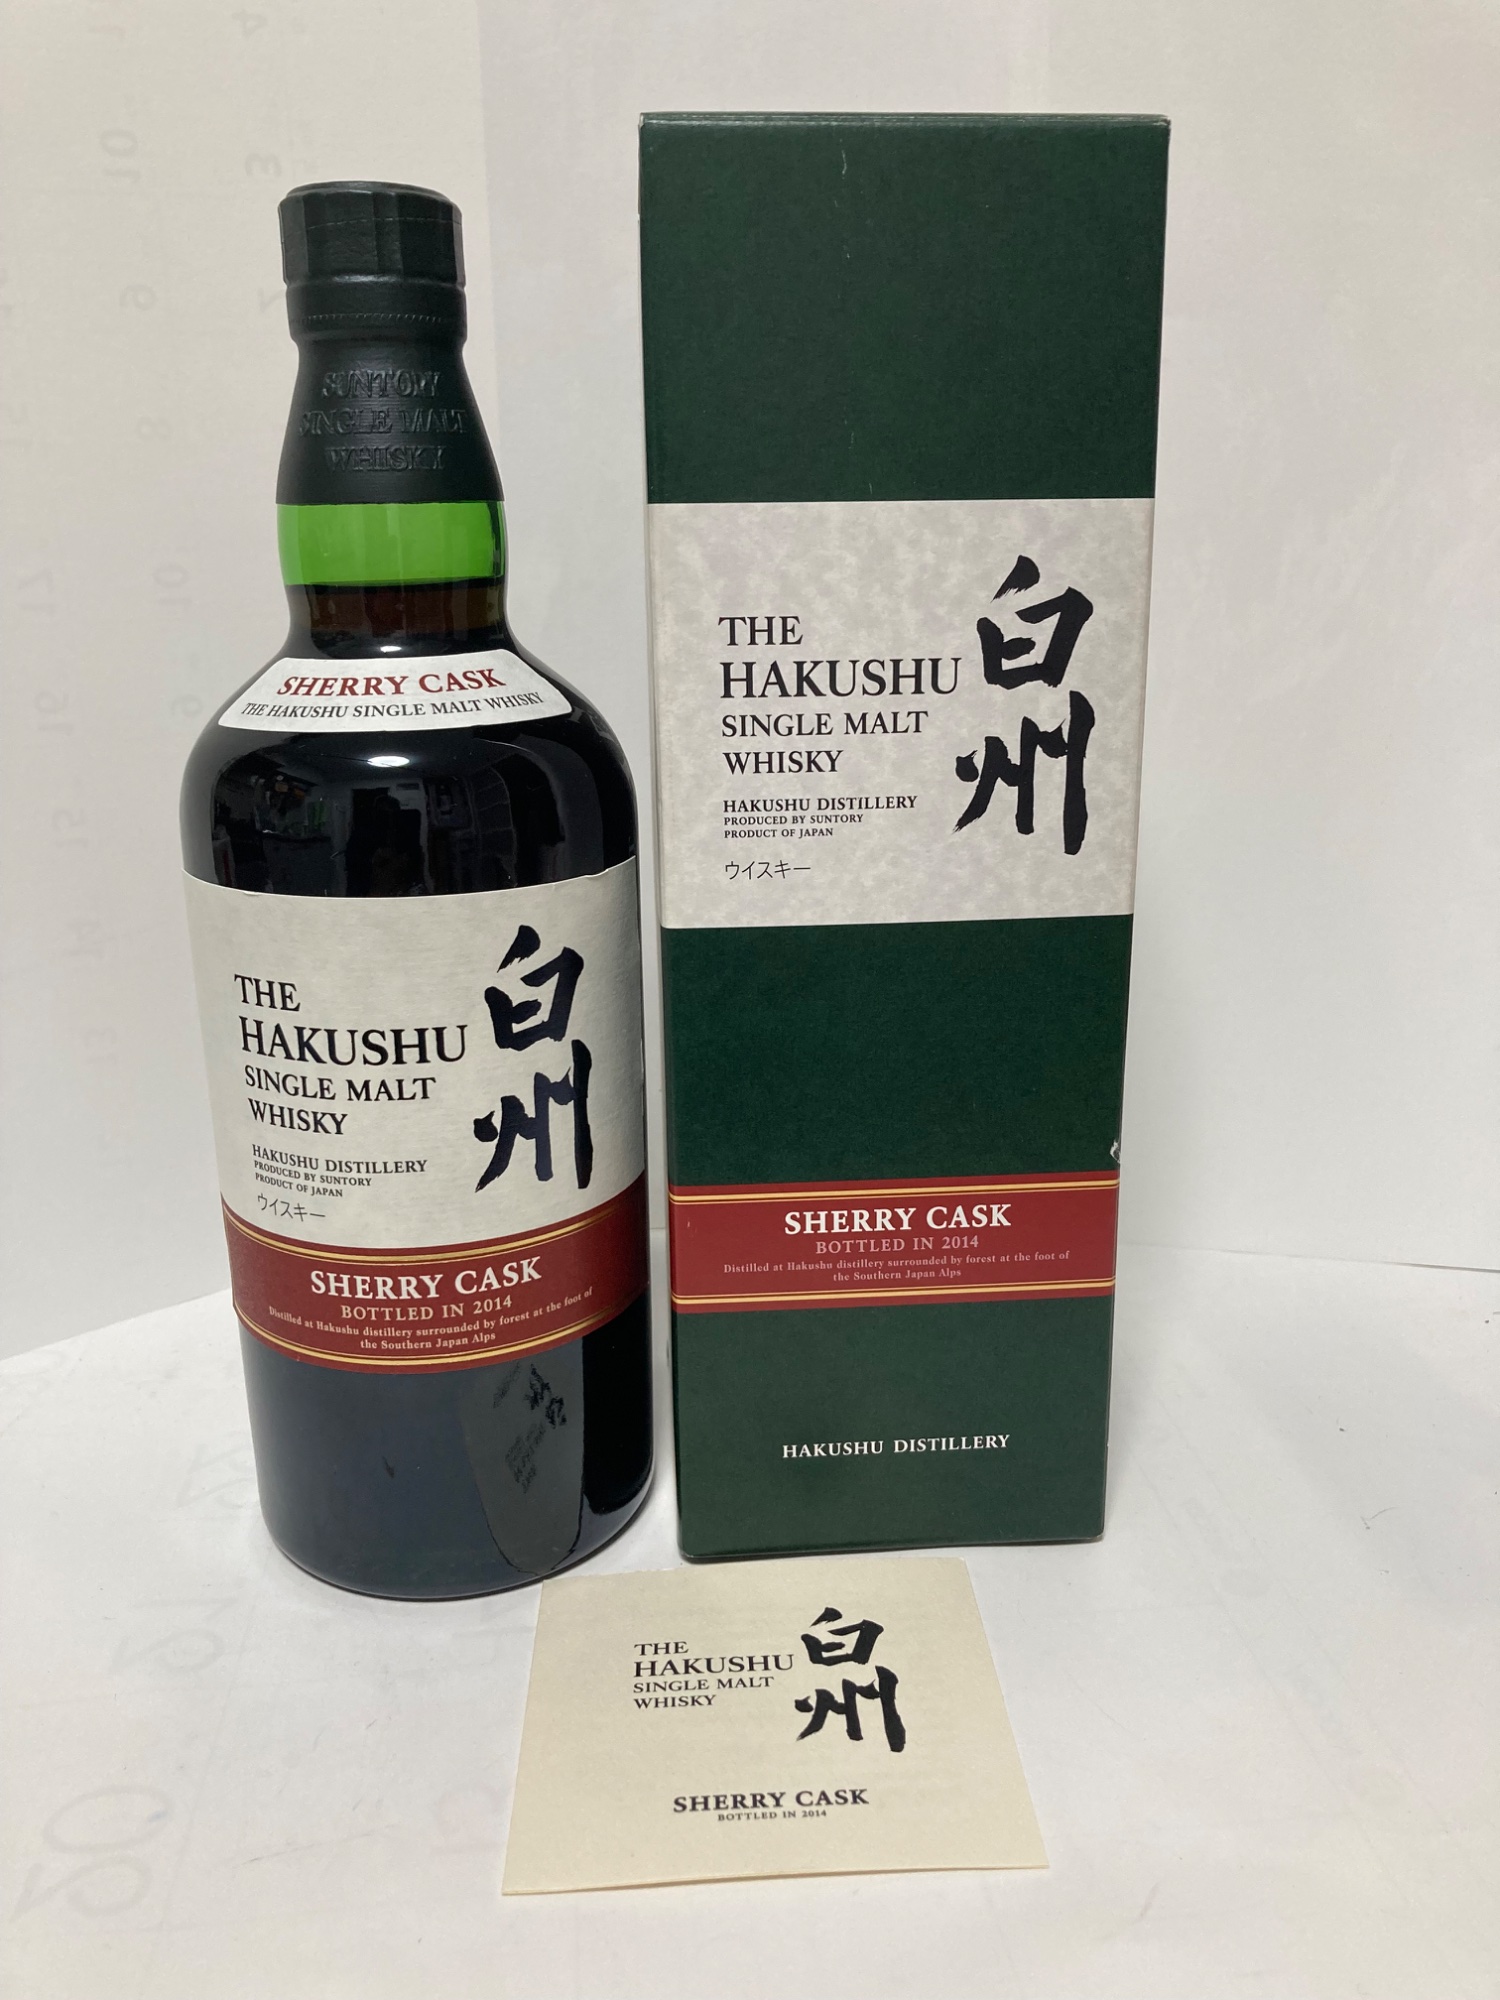 SUNTORY
SINGLE MALT
WHISKY
SHERRY CASK
THE HAKUSHU SINGLE MALT WHISKY
THE
HAKUSHU
SINGLE MALT
WHISKY
白州
HAKUSHU DISTILLERY
PRODUCED BY SUNTORY
PRODUCT OF JAPAN
ウイスキー
SHERRY CASK
BOTTLED IN 2014
Distilled at Hakushu distillery surrounded by forest at the foot of
the Southern Japan Alps
THE
HAKUSHU
SINGLE MALT
WHISKY
白州
HAKUSHU DISTILLERY
PRODUCED BY SUNTORY
PRODUCT OF JAPAN
ウイスキー
SHERRY CASK
BOTTLED IN 2014
Distilled at Hakushu distillery surrounded by forest at the foot of
the Southern Japan Alps
HAKUSHU DISTILLERY
THE
HAKUSHU
SINGLE MALT
WHISKY
白州
SHERRY CASK
BOTTLED IN 2014